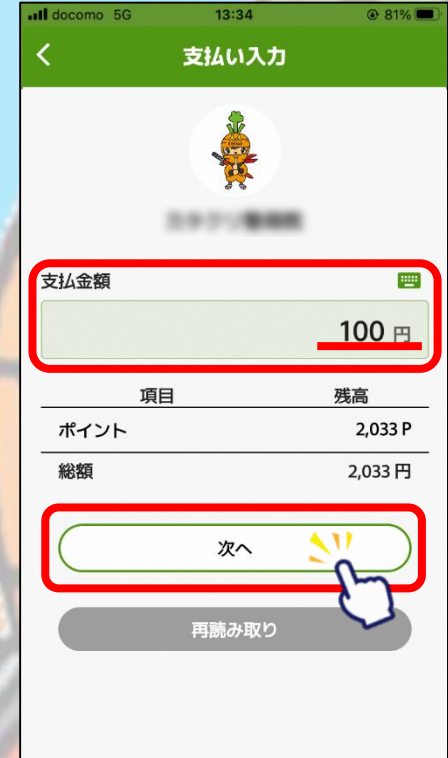 docomo 5G 13:34 81%
支払い入力
支払金額
100 円
項目 残高
ポイント 2,033 P
総額 2,033 円
次へ
再読み取り